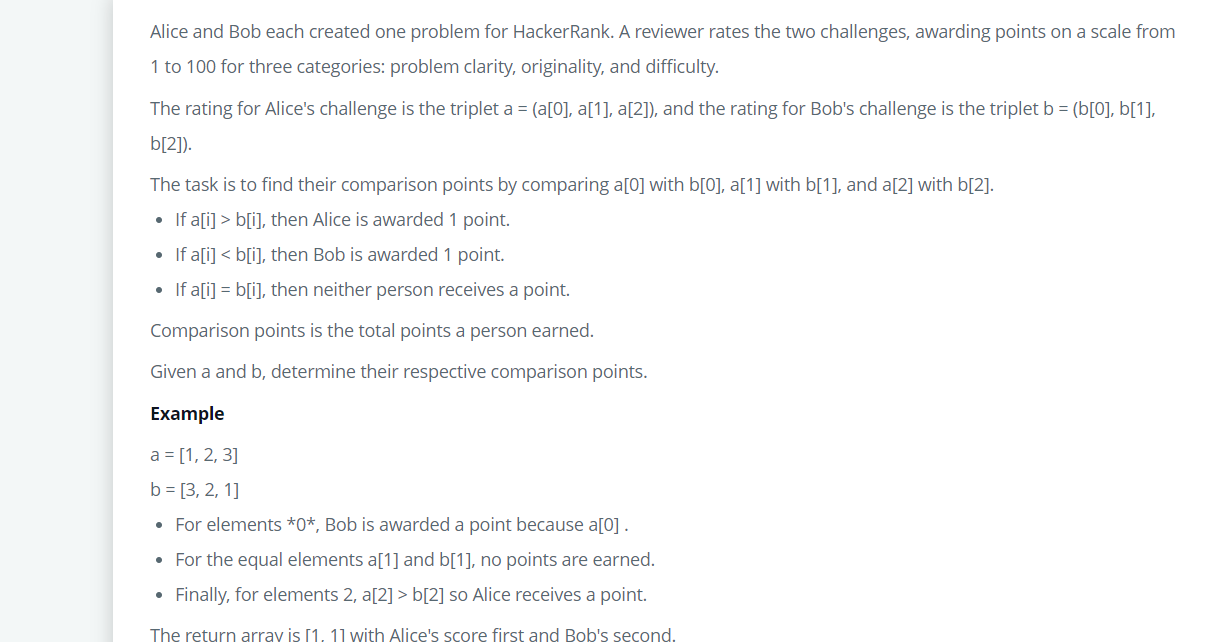 Alice and Bob each created one problem for HackerRank. A reviewer rates the two challenges, awarding points on a scale from
1 to 100 for three categories: problem clarity, originality, and difficulty.
The rating for Alice's challenge is the triplet a = (a[0], a[1], a[2]), and the rating for Bob's challenge is the triplet b = (b[0], b[1],
b[2]).
The task is to find their comparison points by comparing a[0] with b[0], a[1] with b[1], and a[2] with b[2].
• If a[i] > b[i], then Alice is awarded 1 point.
• If a[i] < b[i], then Bob is awarded 1 point.
• If a[i] = b[i], then neither person receives a point.
Comparison points is the total points a person earned.
Given a and b, determine their respective comparison points.
Example
a = [1, 2, 3]
b = [3, 2, 1]
• For elements *0*, Bob is awarded a point because a[0] .
• For the equal elements a[1] and b[1], no points are earned.
• Finally, for elements 2, a[2] > b[2] so Alice receives a point.
The return array is [1, 1] with Alice's score first and Bob's second.